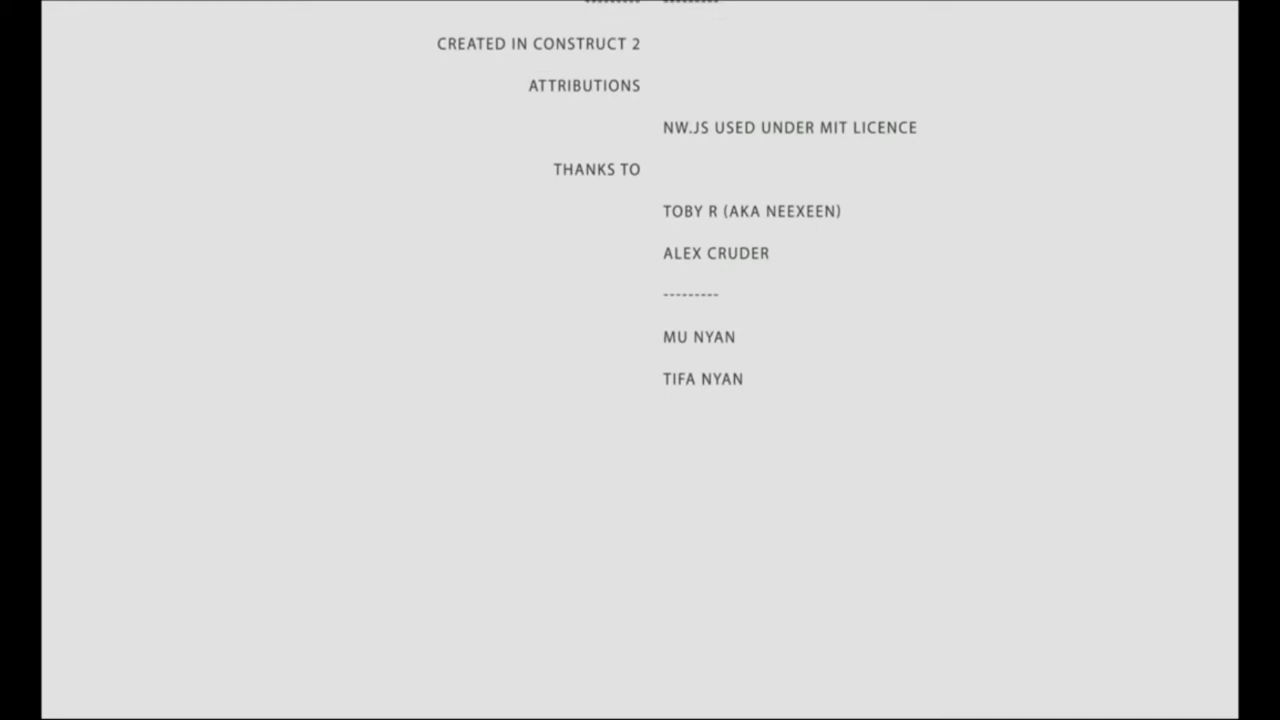 --------- ---------
CREATED IN CONSTRUCT 2
ATTRIBUTIONS
NW.JS USED UNDER MIT LICENCE
THANKS TO
TOBY R (AKA NEEXEEN)
ALEX CRUDER
---------
MU NYAN
TIFA NYAN